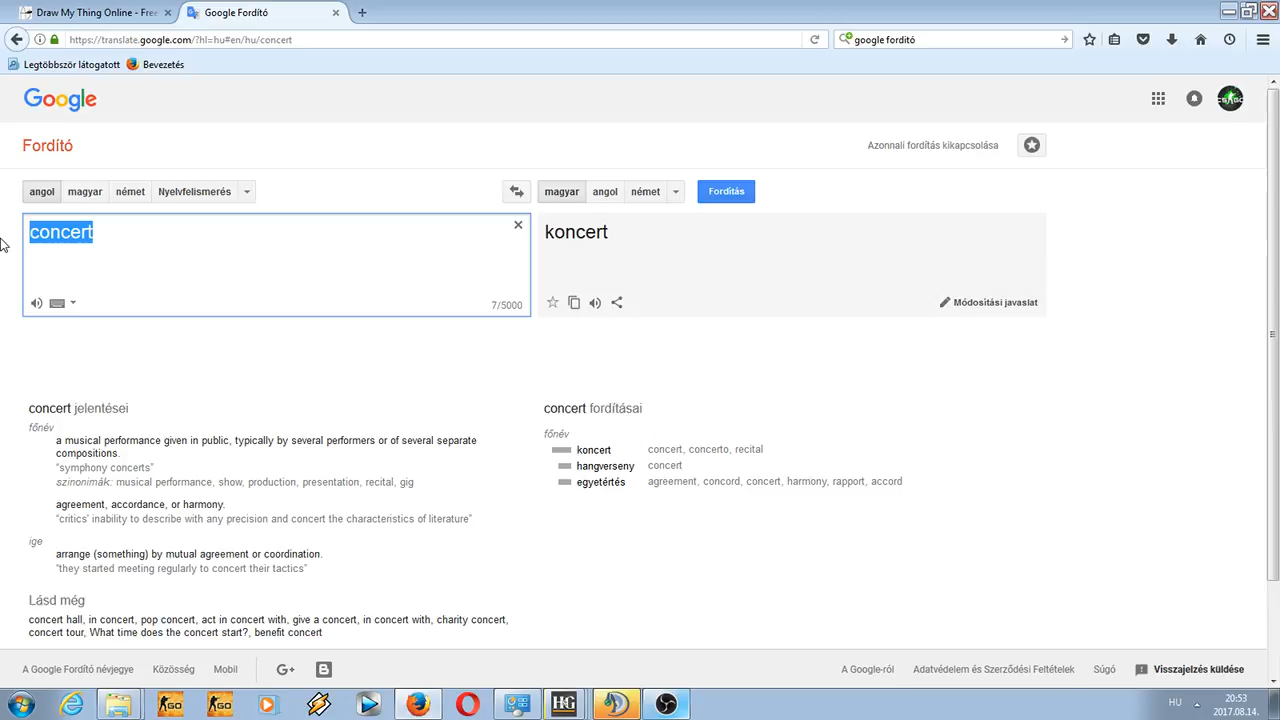 Draw My Thing Online - Fre
Google Fordító
https://translate.google.com/?hl=hu#en/hu/concert
google fordító
Legtöbbször látogatott
Bevezetés
Google
Fordító
Azonnali fordítás kikapcsolása
angol magyar német Nyelvfelismerés
magyar angol német
Fordítás
concert
7/5000
koncert
Módosítási javaslat
concert jelentései
főnév
a musical performance given in public, typically by several performers or of several separate
compositions.
"symphony concerts"
szinonimák: musical performance, show, production, presentation, recital, gig
agreement, accordance, or harmony.
"critics' inability to describe with any precision and concert the characteristics of literature"
ige
arrange (something) by mutual agreement or coordination.
"they started meeting regularly to concert their tactics"
Lásd még
concert hall, in concert, pop concert, act in concert with, give a concert, in concert with, charity concert,
concert tour, What time does the concert start?, benefit concert
concert fordításai
főnév
koncert concert, concerto, recital
hangverseny concert
egyetértés agreement, concord, concert, harmony, rapport, accord
A Google Fordító névjegye Közösség Mobil
G+
A Google-ról Adatvédelem és Szerződési Feltételek Súgó Visszajelzés küldése
HU
20:53
2017.08.14.